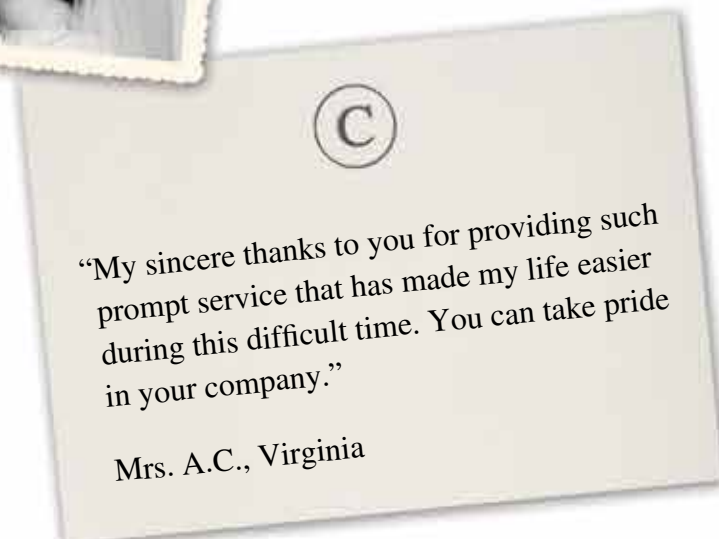 C
“My sincere thanks to you for providing such
prompt service that has made my life easier
during this difficult time. You can take pride
in your company.”
Mrs. A.C., Virginia